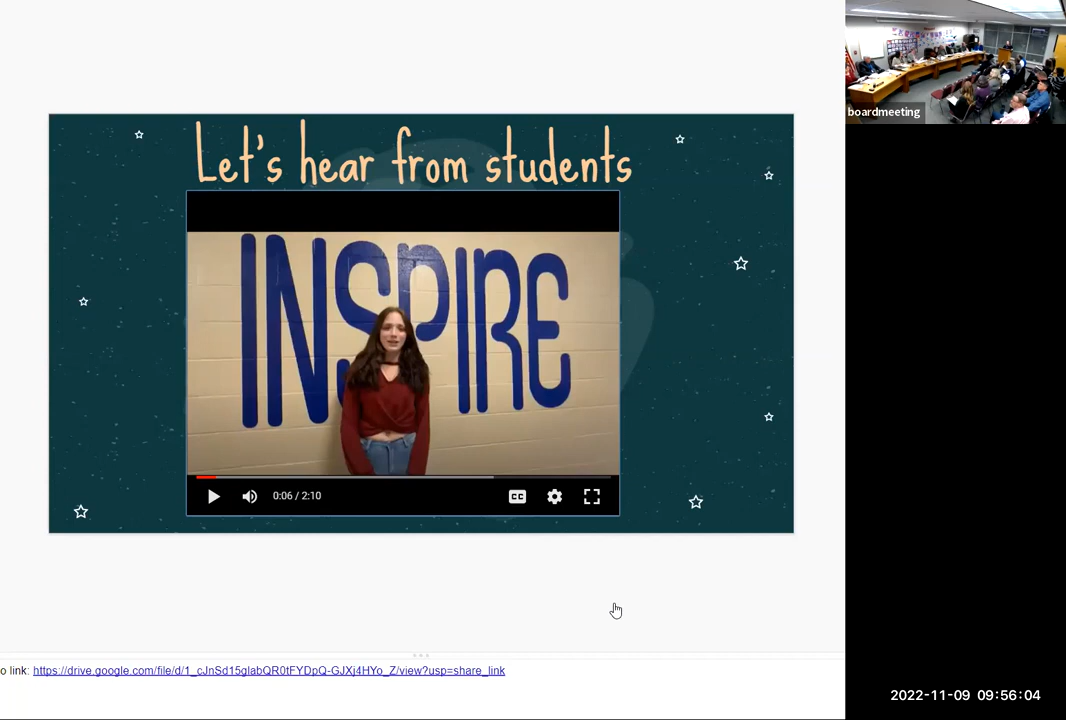 Let's hear from students
INSPIRE
0:06 / 2:10
CC
boardmeeting
o link: https://drive.google.com/file/d/1_cJnSd15glabQR0tFYDpQ-GJXj4HYo_Z/view?usp=share_link
2022-11-09 09:56:04